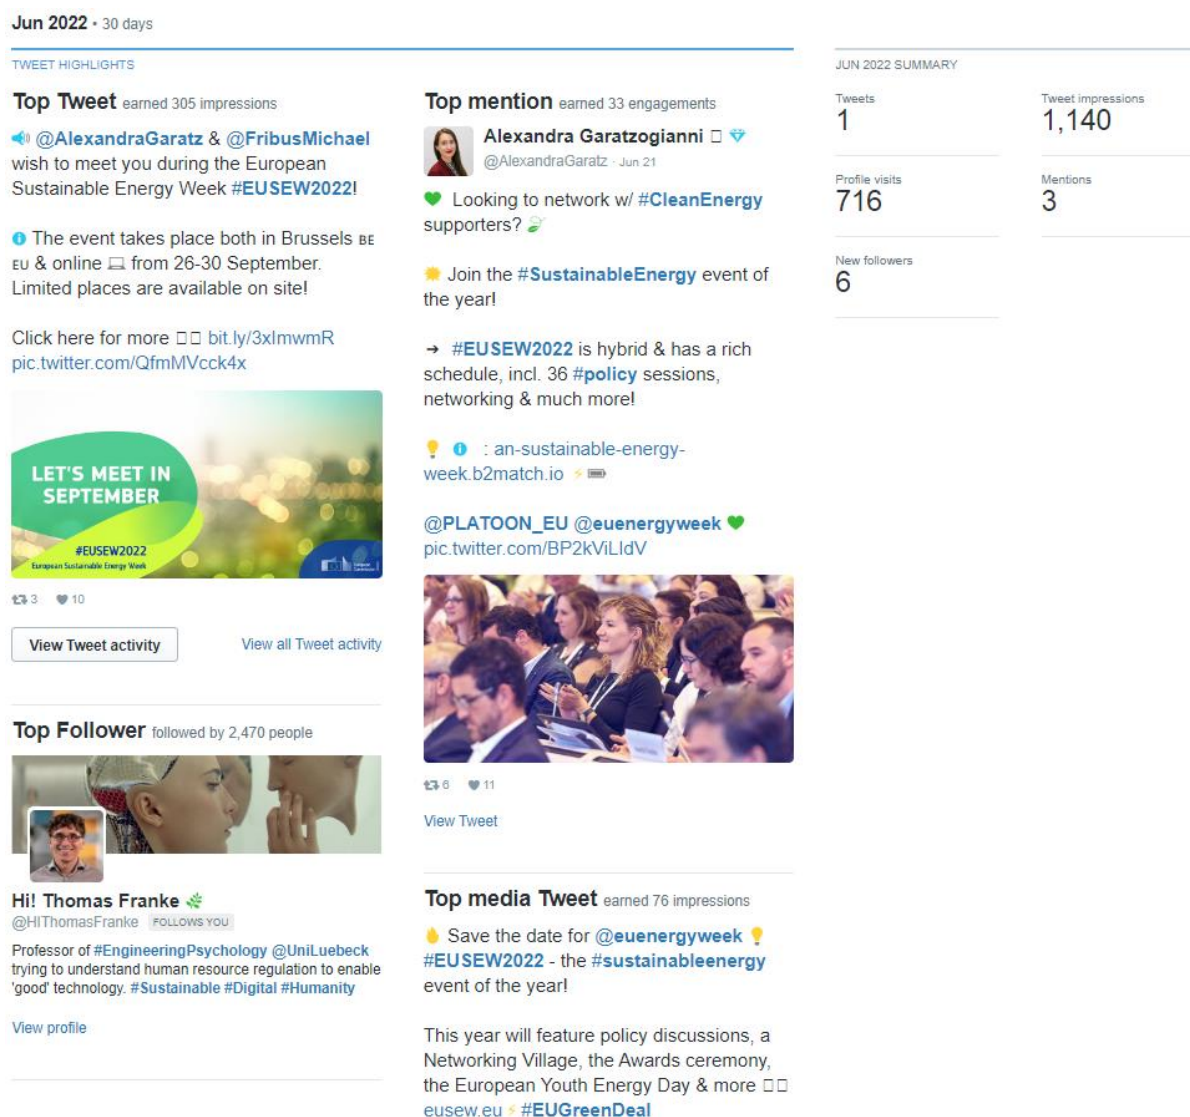 Jun 2022 • 30 days
TWEET HIGHLIGHTS
Top Tweet earned 305 impressions
@AlexandraGaratz & @FribusMichael
wish to meet you during the European
Sustainable Energy Week #EUSEW2022!
The event takes place both in Brussels BE
EU & online from 26-30 September.
Limited places are available on site!
Click here for more bit.ly/3xImwmR
pic.twitter.com/QfmMVcck4x
LET'S MEET IN
SEPTEMBER
#EUSEW2022
European Sustainable Energy Week
European
Commission
3 10
View Tweet activity
View all Tweet activity
Top Follower followed by 2,470 people
Hi! Thomas Franke
@HIThomasFranke FOLLOWS YOU
Professor of #EngineeringPsychology @UniLuebeck
trying to understand human resource regulation to enable
'good' technology. #Sustainable #Digital #Humanity
View profile
Top mention earned 33 engagements
Alexandra Garatzogianni
@AlexandraGaratz · Jun 21
Looking to network w/ #CleanEnergy
supporters?
Join the #SustainableEnergy event of
the year!
→ #EUSEW2022 is hybrid & has a rich
schedule, incl. 36 #policy sessions,
networking & much more!
: an-sustainable-energy-
week.b2match.io
@PLATOON_EU @euenergyweek
pic.twitter.com/BP2kViLIdV
6 11
View Tweet
Top media Tweet earned 76 impressions
Save the date for @euenergyweek
#EUSEW2022 - the #sustainableenergy
event of the year!
This year will feature policy discussions, a
Networking Village, the Awards ceremony,
the European Youth Energy Day & more
eusew.eu #EUGreenDeal
JUN 2022 SUMMARY
Tweets
1
Tweet impressions
1,140
Profile visits
716
Mentions
3
New followers
6